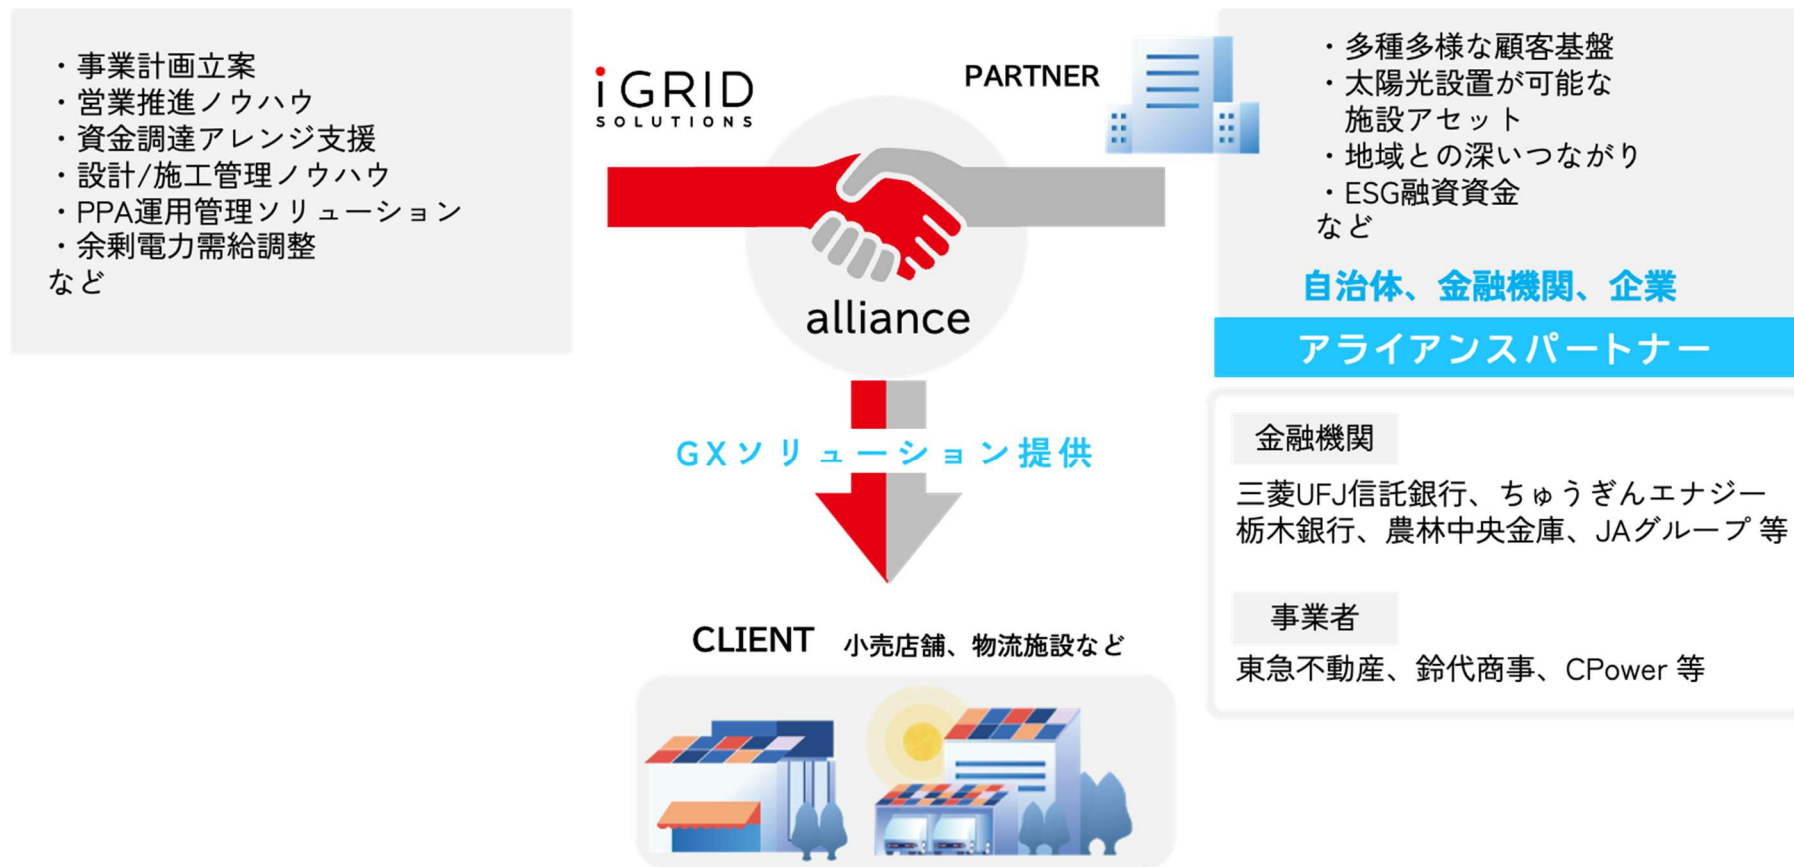 ・事業計画立案
・営業推進ノウハウ
・資金調達アレンジ支援
・設計/施工管理ノウハウ
・PPA運用管理ソリューション
・余剰電力需給調整
など
iGRID
SOLUTIONS
PARTNER
alliance
・多種多様な顧客基盤
・太陽光設置が可能な
施設アセット
・地域との深いつながり
・ESG融資資金
など
自治体、金融機関、企業
アライアンスパートナー
金融機関
三菱UFJ信託銀行、ちゅうぎんエナジー
栃木銀行、農林中央金庫、JAグループ 等
事業者
東急不動産、鈴代商事、CPower 等
GXソリューション提供
CLIENT 小売店舗、物流施設など